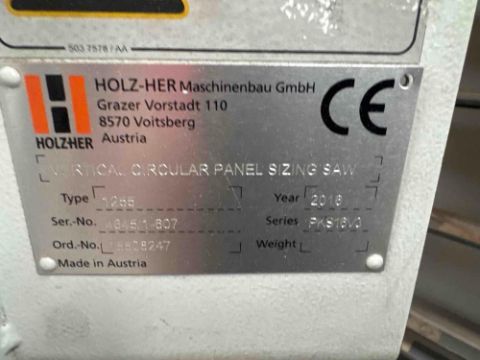 503 7578 / AA
HOLZ-HER Maschinenbau GmbH
Grazer Vorstadt 110
8570 Voitsberg
Austria
HOLZHER
CE
VERTICAL CIRCULAR PANEL SIZING SAW
Type 1255 Year
Ser.-No. Series
Ord.-No. Weight
Made in Austria